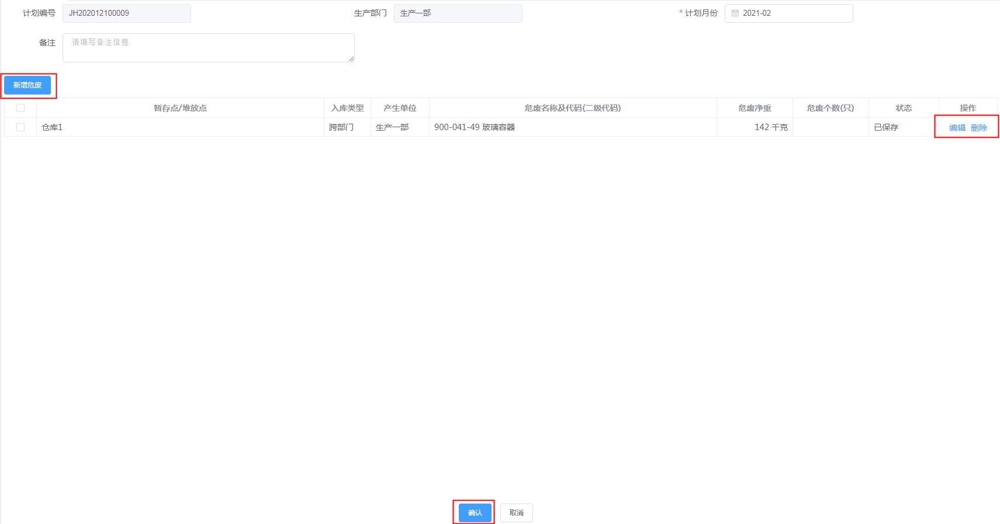 计划编号 JH202012100009 生产部门 生产一部 * 计划月份 2021-02
备注 请填写备注信息
新增危废
暂存点/堆放点 入库类型 产生单位 危废名称及代码(二级代码) 危废净重 危废个数(只) 状态 操作
仓库1 跨部门 生产一部 900-041-49 玻璃容器 142 千克 已保存 编辑 删除
确认 取消